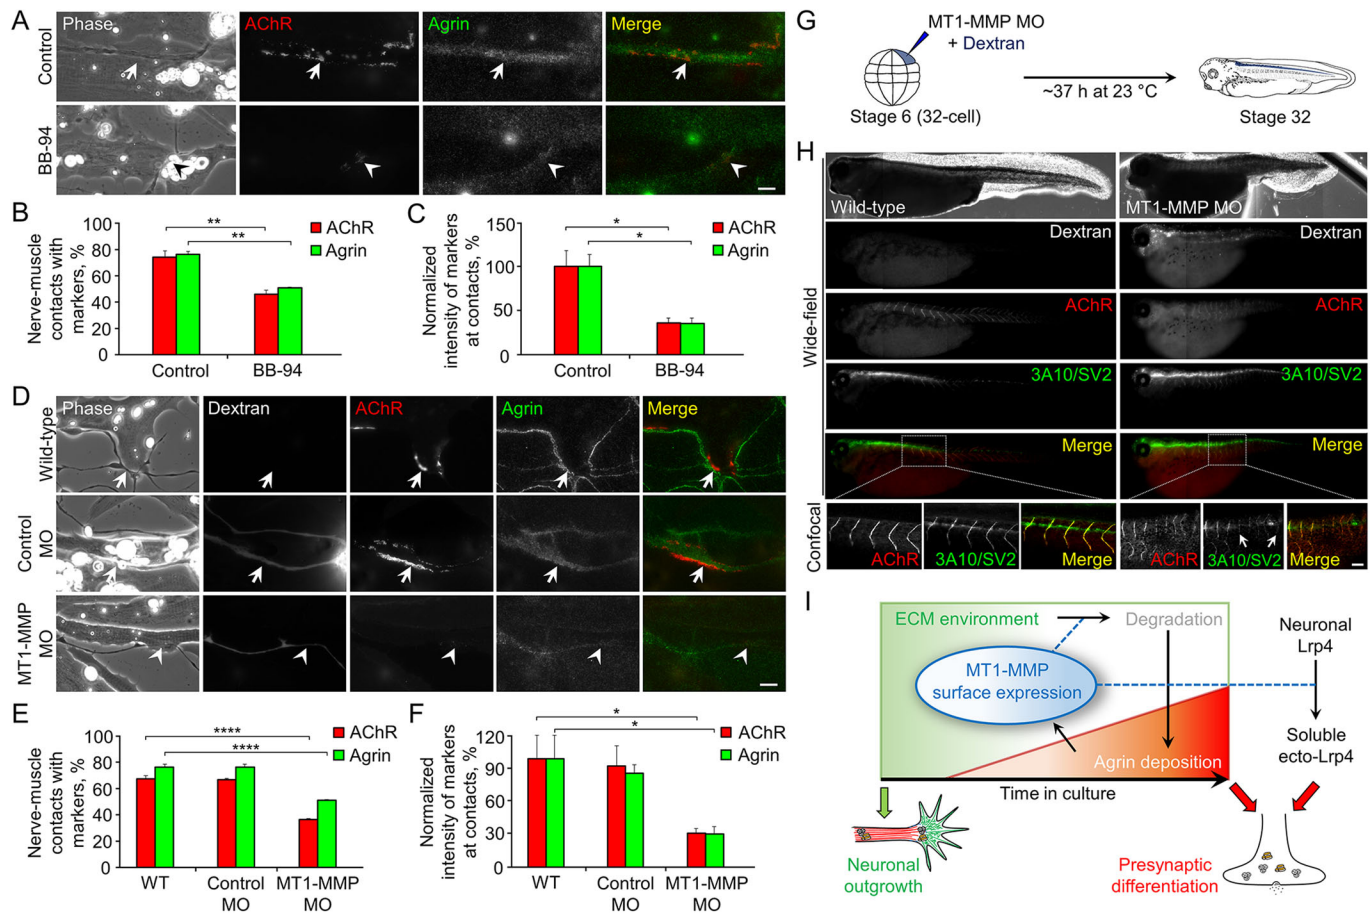 A
Phase
AChR
Agrin
Merge
Control
BB-94
B
**
**
AChR
Agrin
Nerve-muscle
contacts with
markers, %
100
80
60
40
20
0
Control
BB-94
C
*
*
AChR
Agrin
Normalized
intensity of markers
at contacts, %
150
100
50
0
Control
BB-94
D
Phase
Dextran
AChR
Agrin
Merge
Wild-type
Control
MO
MT1-MMP
MO
E
****
****
AChR
Agrin
Nerve-muscle
contacts with
markers, %
100
80
60
40
20
0
WT
Control
MO
MT1-MMP
MO
F
*
*
AChR
Agrin
Normalized
intensity of markers
at contacts, %
120
90
60
30
0
WT
Control
MO
MT1-MMP
MO
G
MT1-MMP MO
+ Dextran
~37 h at 23 °C
Stage 6 (32-cell)
Stage 32
H
Wild-type
MT1-MMP MO
Wide-field
Dextran
Dextran
AChR
AChR
3A10/SV2
3A10/SV2
Merge
Merge
Confocal
AChR
3A10/SV2
Merge
AChR
3A10/SV2
Merge
I
ECM environment
Degradation
Neuronal
Lrp4
MT1-MMP
surface expression
Agrin deposition
Soluble
ecto-Lrp4
Time in culture
Neuronal
outgrowth
Presynaptic
differentiation